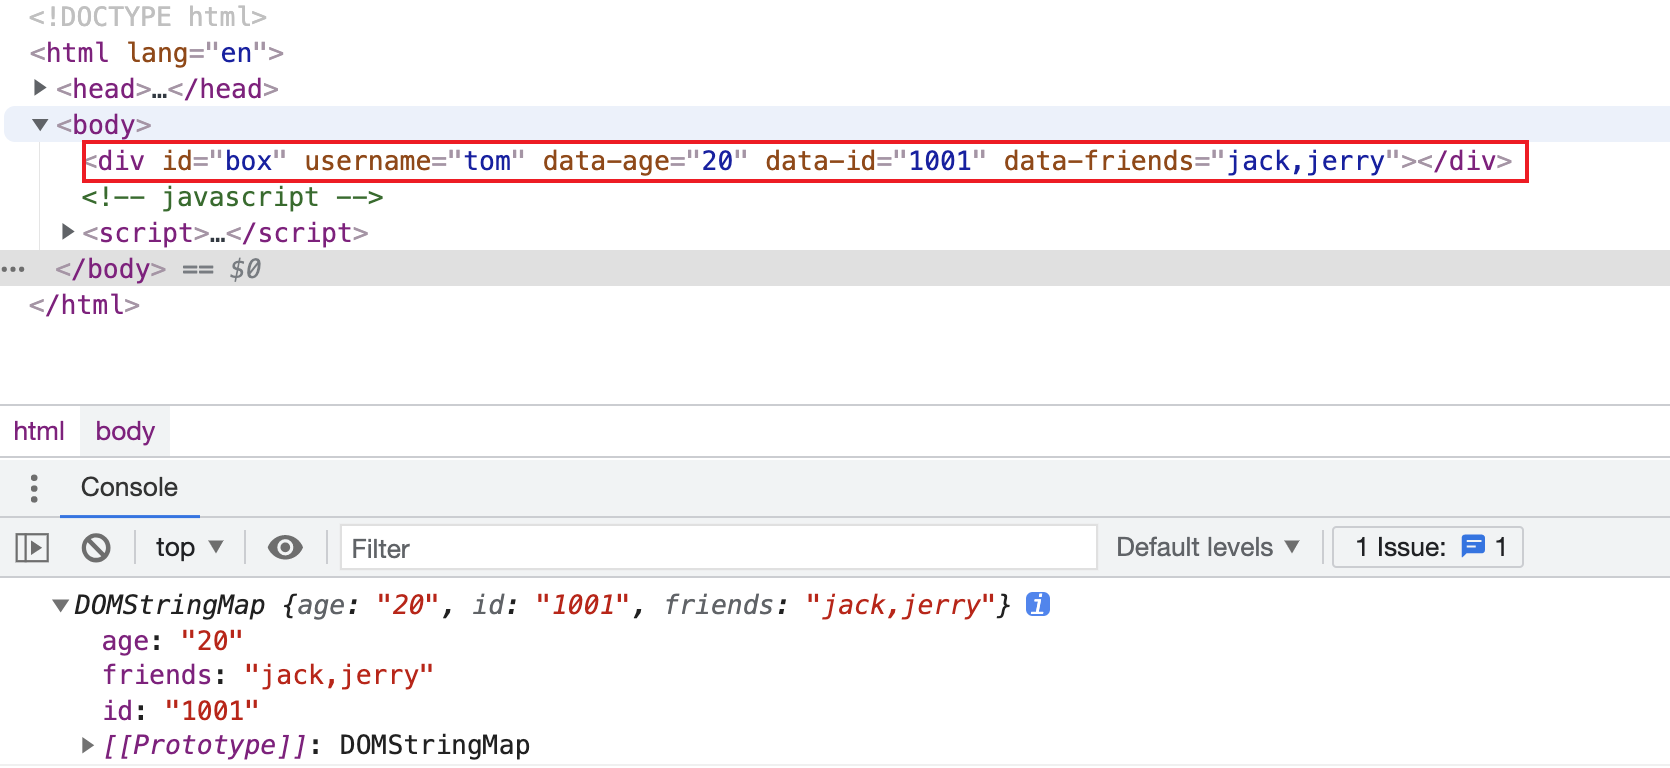 <!DOCTYPE html>
<html lang="en">
<head>…</head>
<body>
<div id="box" username="tom" data-age="20" data-id="1001" data-friends="jack,jerry"></div>
<!-- javascript -->
<script>…</script>
</body> == $0
</html>
html body
Console
top Filter Default levels 1 Issue: 1
DOMStringMap {age: "20", id: "1001", friends: "jack,jerry"} i
age: "20"
friends: "jack,jerry"
id: "1001"
[[Prototype]]: DOMStringMap